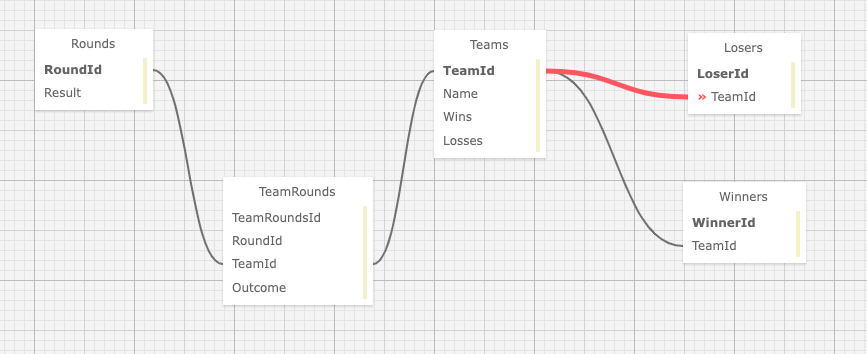 Rounds
RoundId
Result
TeamRounds
TeamRoundsId
RoundId
TeamId
Outcome
Teams
TeamId
Name
Wins
Losses
Losers
LoserId
» TeamId
Winners
WinnerId
TeamId